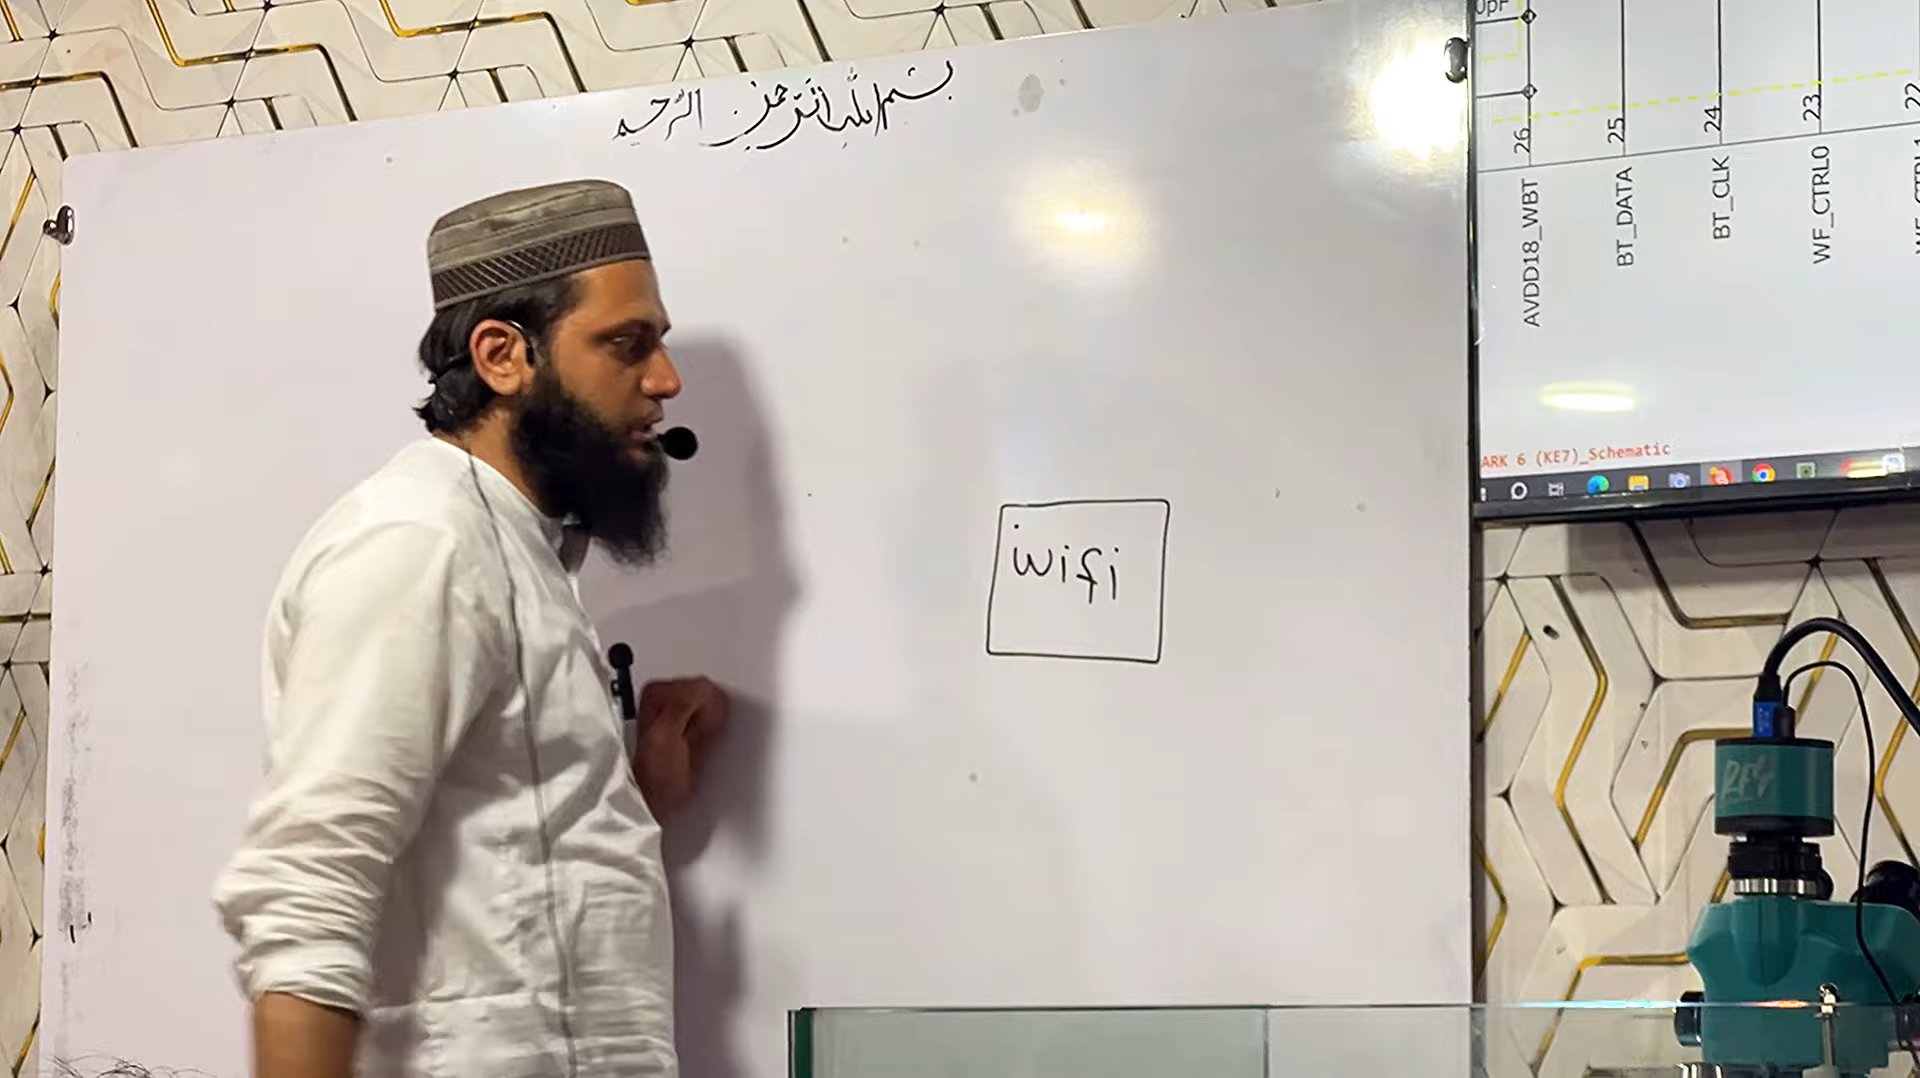 بسم الله الرحمن الرحيم
wifi
0pF
26
25
24
23
22
AVDD18_WBT
BT_DATA
BT_CLK
WF_CTRL0
ARK 6 (KE7)_Schematic
RF4